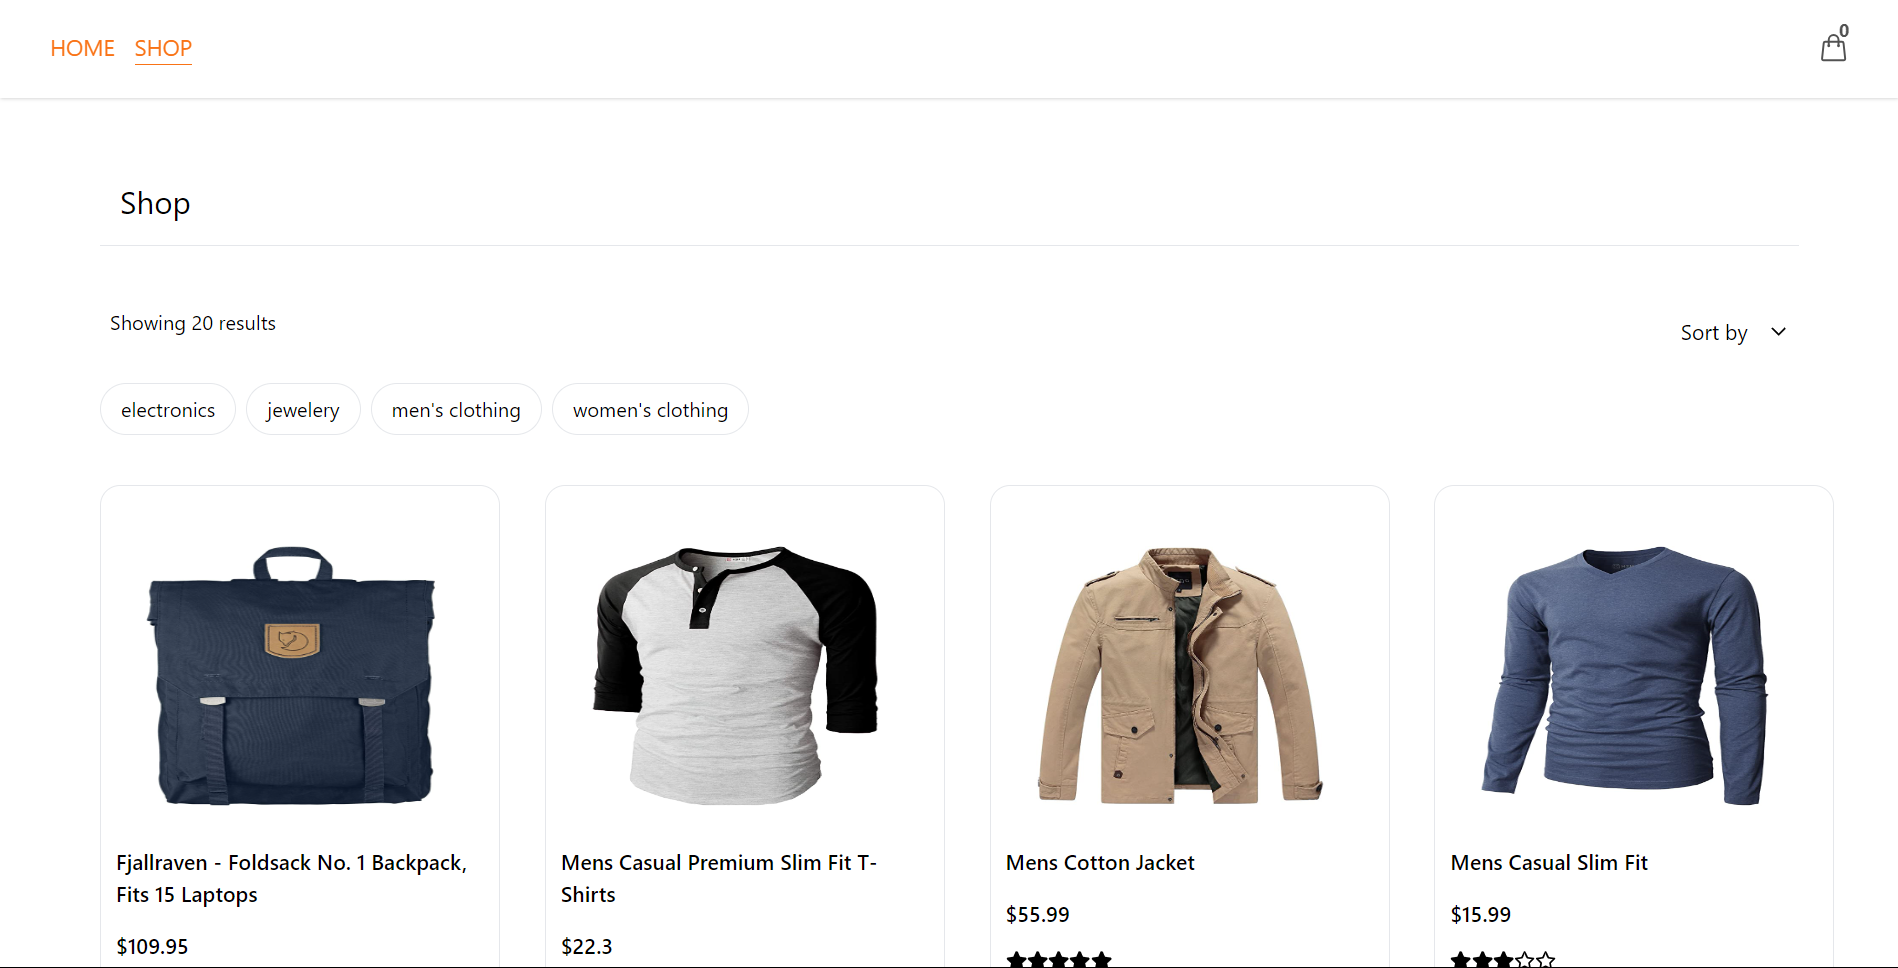 HOME SHOP
0
Shop
Showing 20 results
Sort by
electronics
jewelery
men's clothing
women's clothing
Fjallraven - Foldsack No. 1 Backpack,
Fits 15 Laptops
$109.95
Mens Casual Premium Slim Fit T-
Shirts
$22.3
Mens Cotton Jacket
$55.99
Mens Casual Slim Fit
$15.99